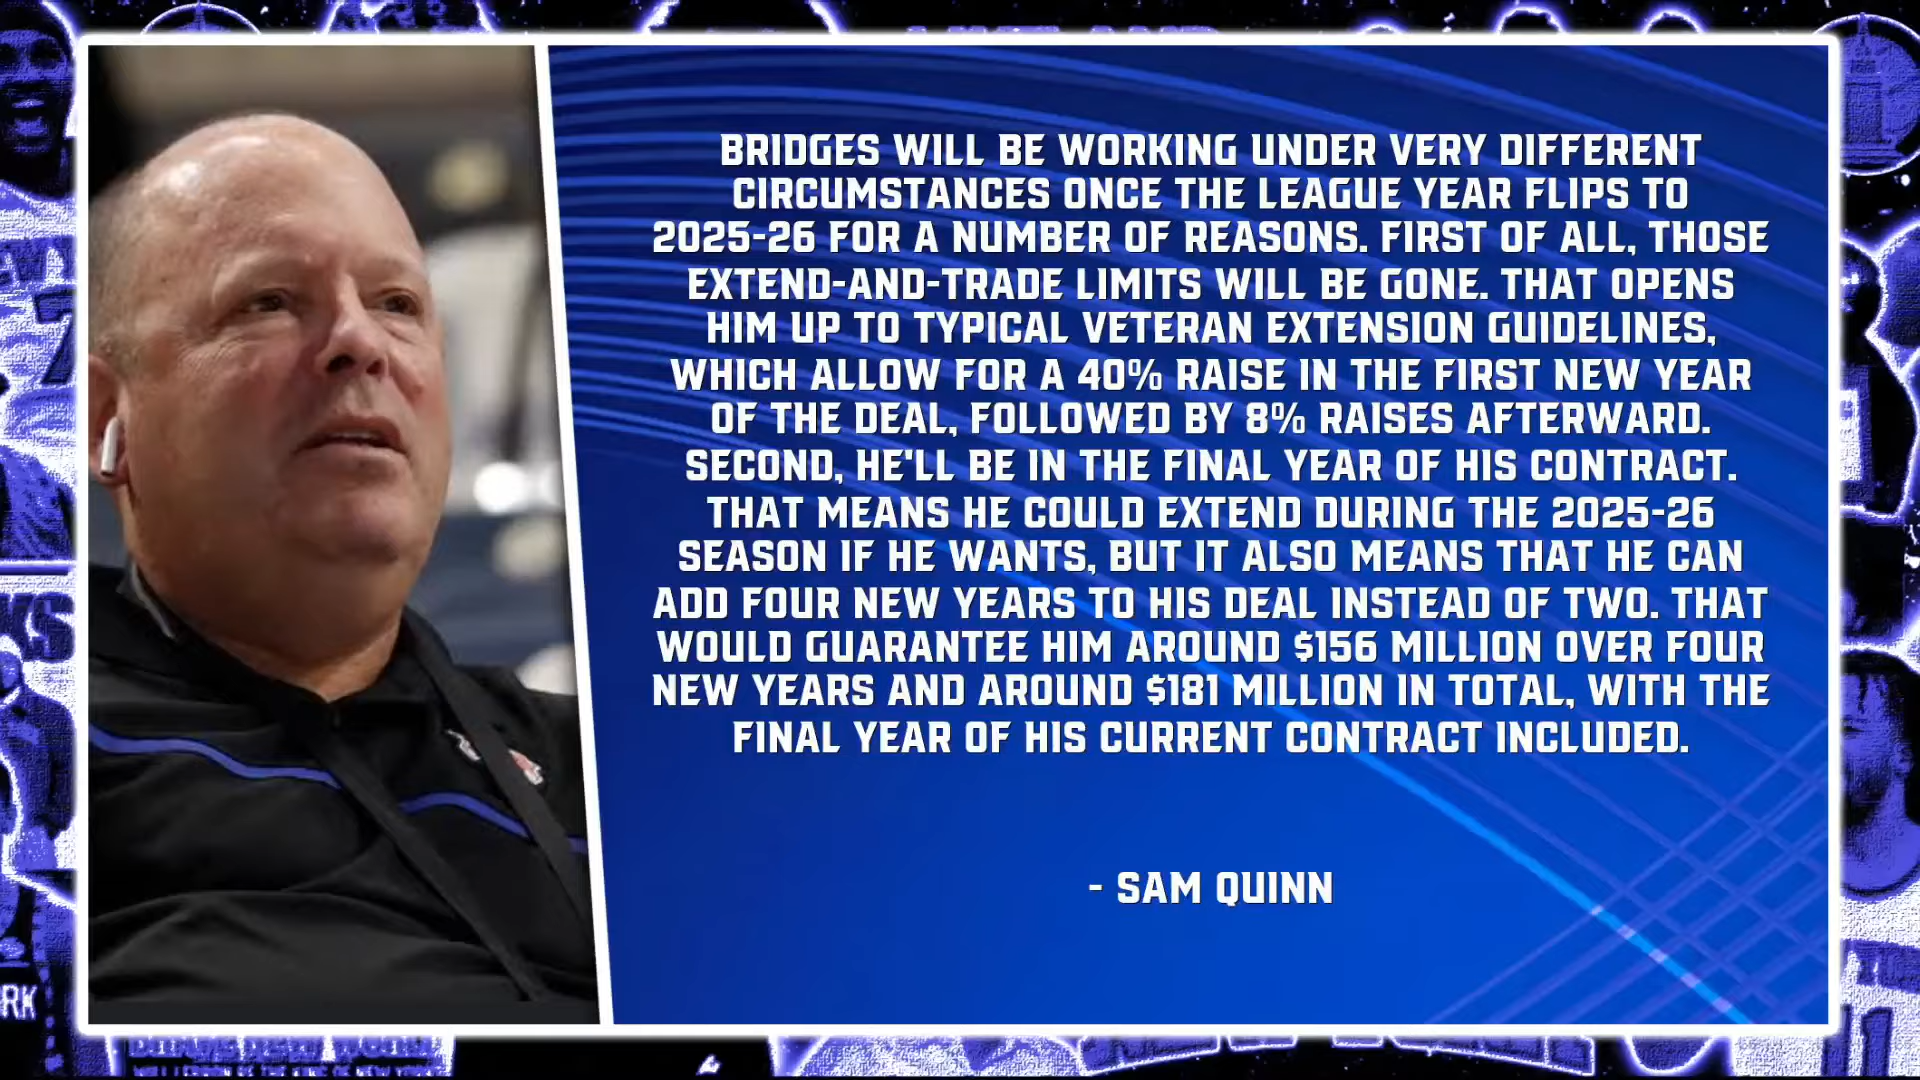 BRIDGES WILL BE WORKING UNDER VERY DIFFERENT
CIRCUMSTANCES ONCE THE LEAGUE YEAR FLIPS TO
2025-26 FOR A NUMBER OF REASONS. FIRST OF ALL, THOSE
EXTEND-AND-TRADE LIMITS WILL BE GONE. THAT OPENS
HIM UP TO TYPICAL VETERAN EXTENSION GUIDELINES,
WHICH ALLOW FOR A 40% RAISE IN THE FIRST NEW YEAR
OF THE DEAL, FOLLOWED BY 8% RAISES AFTERWARD.
SECOND, HE'LL BE IN THE FINAL YEAR OF HIS CONTRACT.
THAT MEANS HE COULD EXTEND DURING THE 2025-26
SEASON IF HE WANTS, BUT IT ALSO MEANS THAT HE CAN
ADD FOUR NEW YEARS TO HIS DEAL INSTEAD OF TWO. THAT
WOULD GUARANTEE HIM AROUND $156 MILLION OVER FOUR
NEW YEARS AND AROUND $181 MILLION IN TOTAL, WITH THE
FINAL YEAR OF HIS CURRENT CONTRACT INCLUDED.
- SAM QUINN
RK